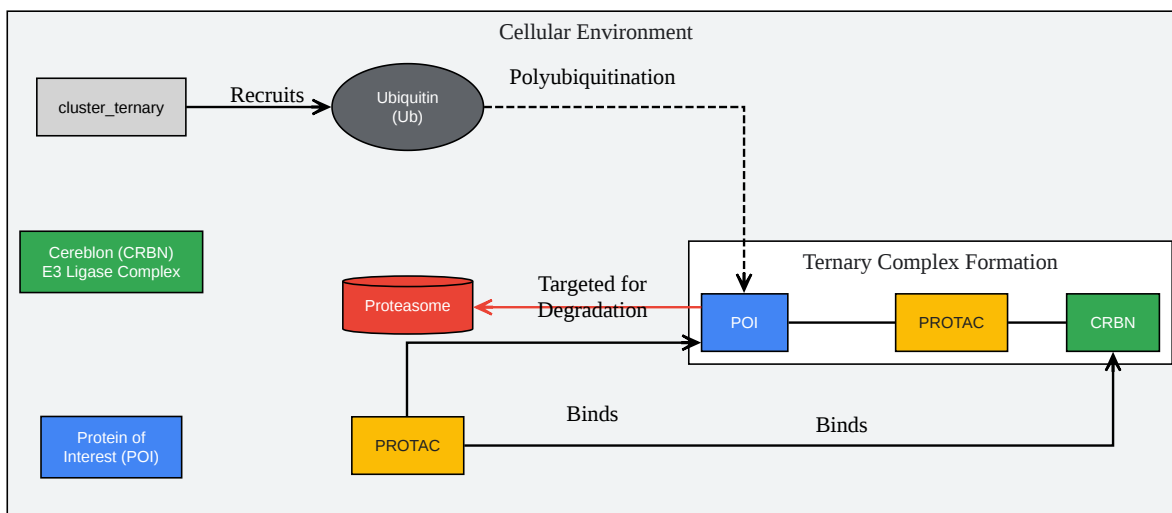 Cellular Environment
Polyubiquitination
cluster_ternary
Recruits
Ubiquitin
(Ub)
Cereblon (CRBN)
E3 Ligase Complex
Ternary Complex Formation
Proteasome
Targeted for
Degradation
POI
PROTAC
CRBN
Protein of
Interest (POI)
PROTAC
Binds
Binds